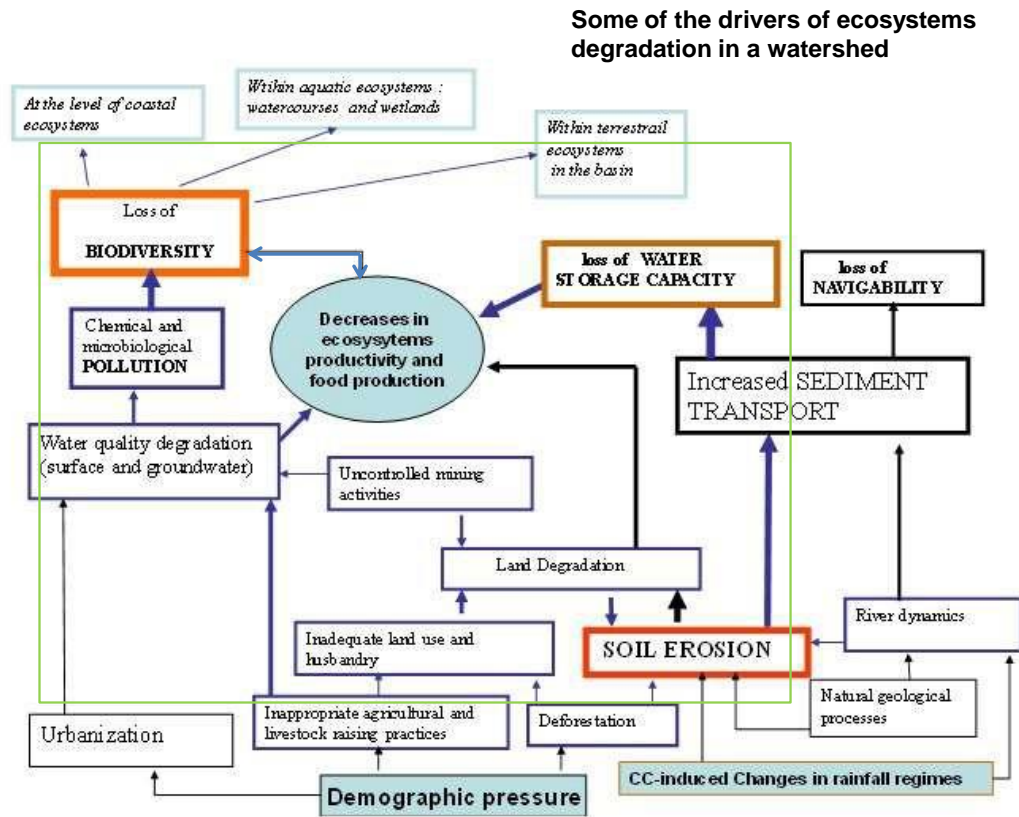 Some of the drivers of ecosystems
degradation in a watershed
At the level of coastal
ecosystems
Wtihin aquatic ecosystems :
watercourses and wetlands
Within terrestrail
ecosystems
in the basin
Loss of
BIODIVERSITY
loss of WATER
STORAGE CAPACITY
loss of
NAVIGABILITY
Chemical and
microbiological
POLLUTION
Decreases in
ecosysytems
productivity and
food production
Increased SEDIMENT
TRANSPORT
Water quality degradation
(surface and groundwater)
Uncontrolled mining
activities
Land Degradation
Inadequate land use and
husbandry
SOIL EROSION
River dynamics
Natural geological
processes
Urbanization
Inappropriate agricultural and
livestock raising practices
Deforestation
CC-induced Changes in rainfall regimes
Demographic pressure